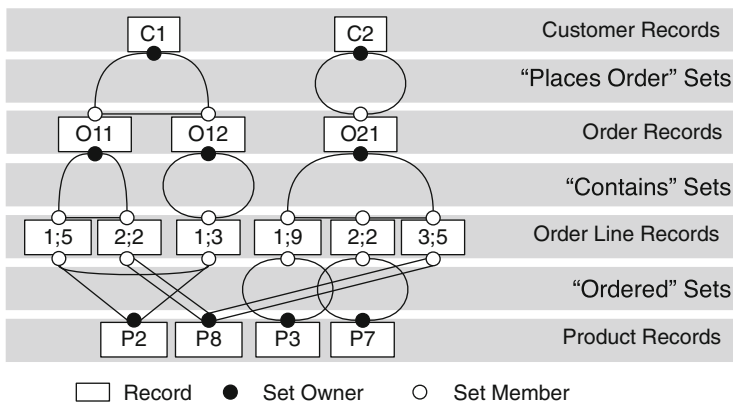 C1 C2 Customer Records
“Places Order” Sets
O11 O12 O21 Order Records
“Contains” Sets
1;5 2;2 1;3 1;9 2;2 3;5 Order Line Records
“Ordered” Sets
P2 P8 P3 P7 Product Records
Record Set Owner Set Member